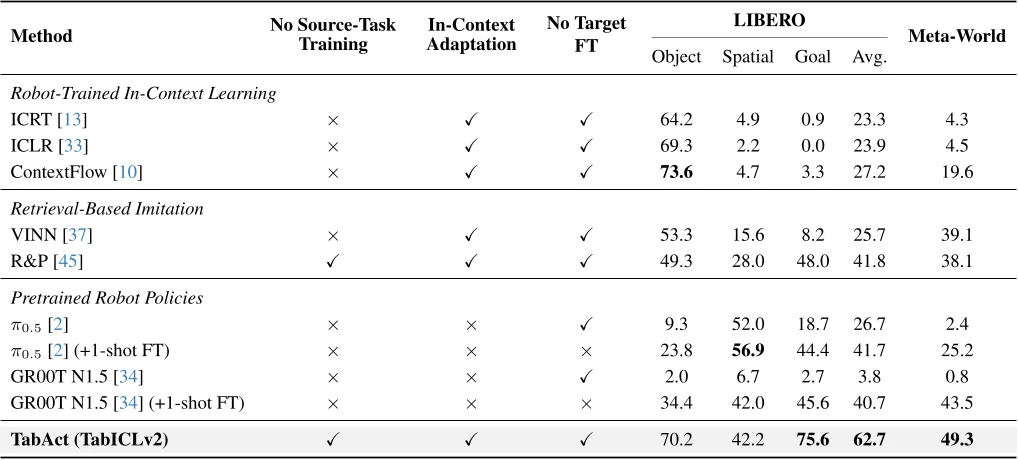 Method No Source-Task Training In-Context Adaptation No Target FT LIBERO Meta-World
Object Spatial Goal Avg.
Robot-Trained In-Context Learning
ICRT [13] × ✓ ✓ 64.2 4.9 0.9 23.3 4.3
ICLR [33] × ✓ ✓ 69.3 2.2 0.0 23.9 4.5
ContextFlow [10] × ✓ ✓ 73.6 4.7 3.3 27.2 19.6
Retrieval-Based Imitation
VINN [37] × ✓ ✓ 53.3 15.6 8.2 25.7 39.1
R&P [45] ✓ ✓ ✓ 49.3 28.0 48.0 41.8 38.1
Pretrained Robot Policies
π0.5 [2] × × ✓ 9.3 52.0 18.7 26.7 2.4
π0.5 [2] (+1-shot FT) × × × 23.8 56.9 44.4 41.7 25.2
GR00T N1.5 [34] × × ✓ 2.0 6.7 2.7 3.8 0.8
GR00T N1.5 [34] (+1-shot FT) × × × 34.4 42.0 45.6 40.7 43.5
TabAct (TabICLv2) ✓ ✓ ✓ 70.2 42.2 75.6 62.7 49.3